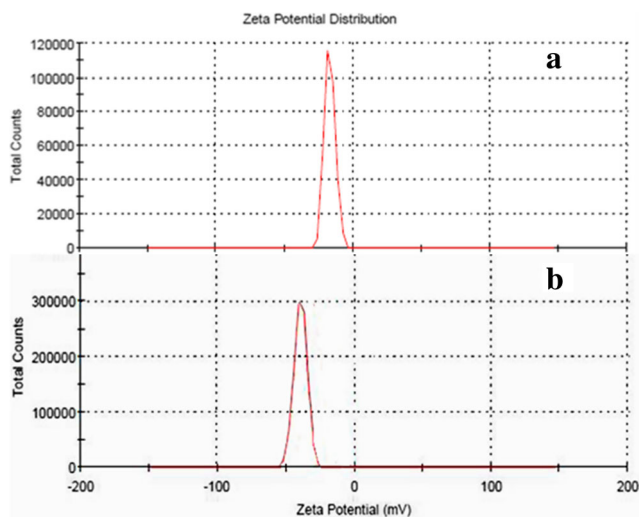 Zeta Potential Distribution
120000
a
100000
80000
60000
40000
20000
0
Total Counts
b
300000
200000
100000
0
Total Counts
-200 -100 0 100 200
Zeta Potential (mV)